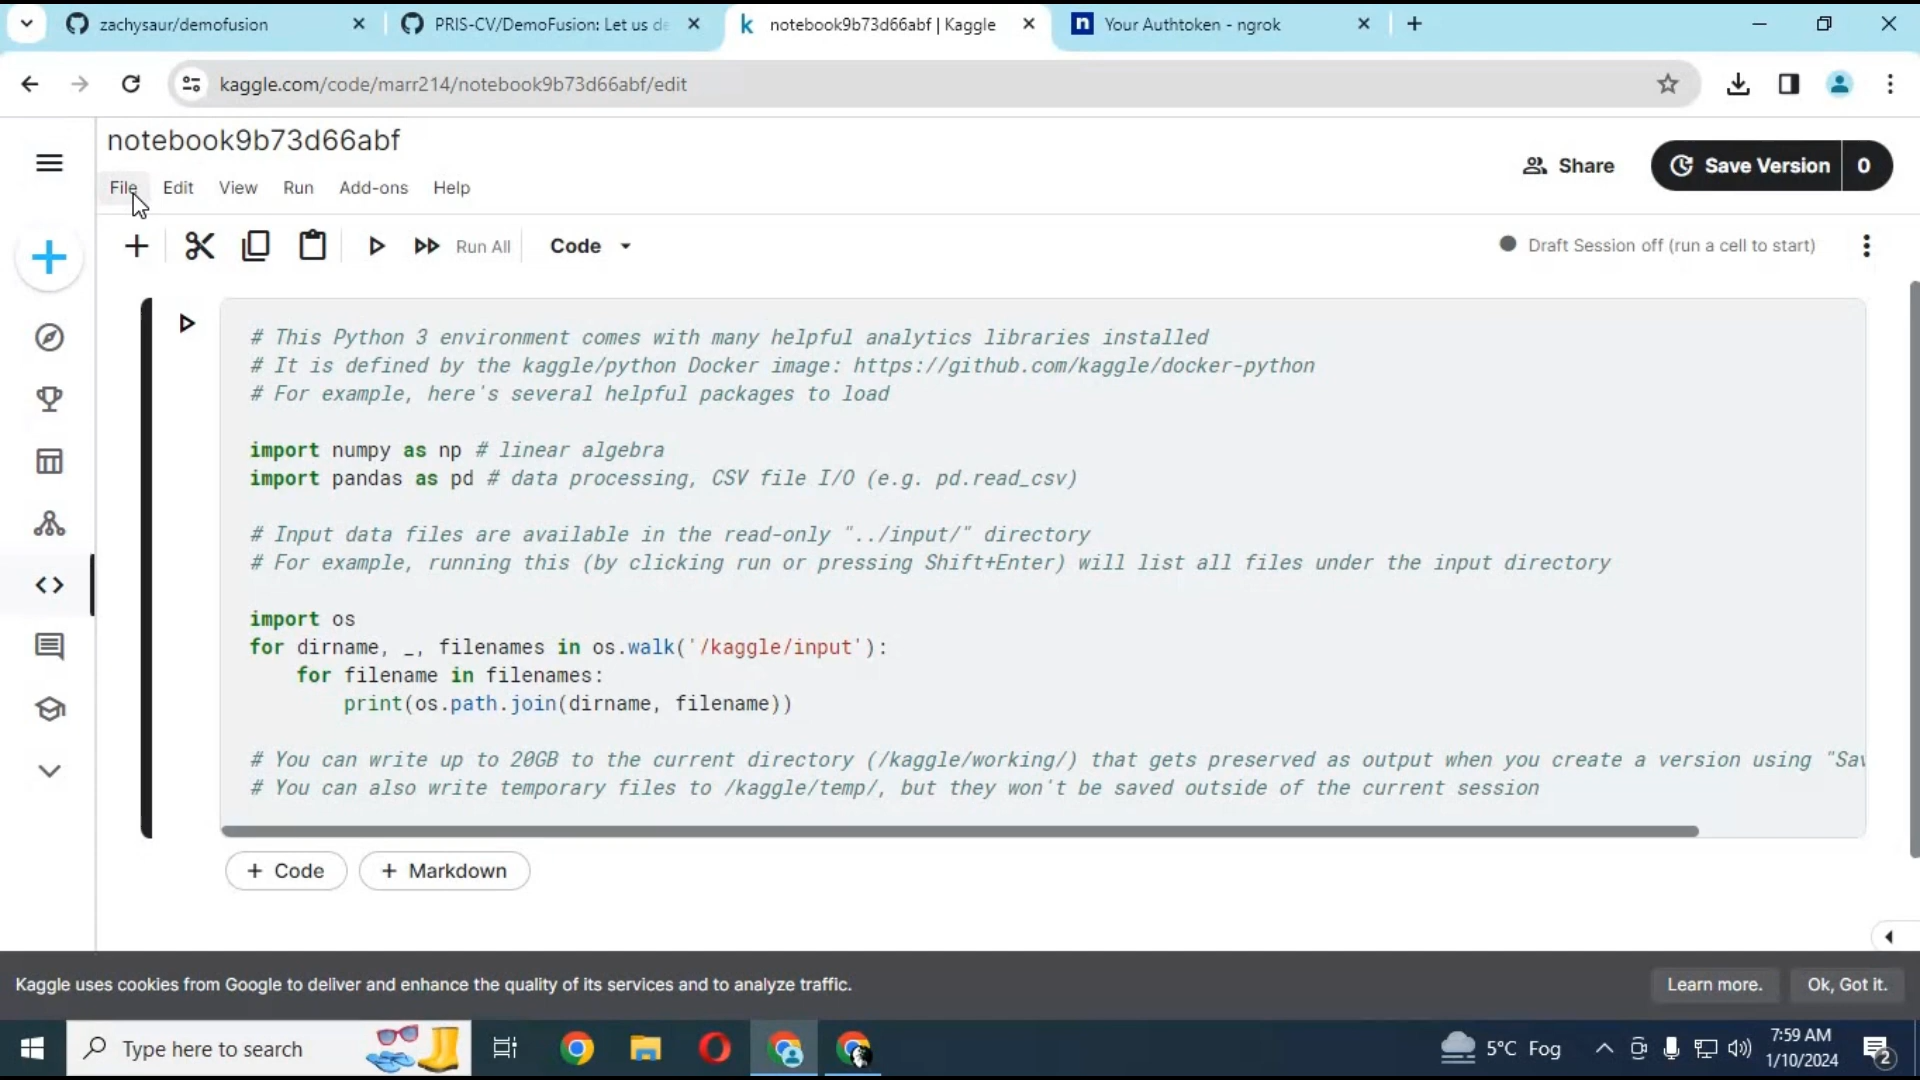 zachysaur/demofusion
PRIS-CV/DemoFusion: Let us de
notebook9b73d66abf | Kaggle
Your Authtoken - ngrok
kaggle.com/code/marr214/notebook9b73d66abf/edit
notebook9b73d66abf
File Edit View Run Add-ons Help
Share
Save Version 0
Run All
Code
Draft Session off (run a cell to start)
# This Python 3 environment comes with many helpful analytics libraries installed
# It is defined by the kaggle/python Docker image: https://github.com/kaggle/docker-python
# For example, here's several helpful packages to load
import numpy as np # linear algebra
import pandas as pd # data processing, CSV file I/O (e.g. pd.read_csv)
# Input data files are available in the read-only "../input/" directory
# For example, running this (by clicking run or pressing Shift+Enter) will list all files under the input directory
import os
for dirname, _, filenames in os.walk('/kaggle/input'):
    for filename in filenames:
        print(os.path.join(dirname, filename))
# You can write up to 20GB to the current directory (/kaggle/working/) that gets preserved as output when you create a version using "Sav
# You can also write temporary files to /kaggle/temp/, but they won't be saved outside of the current session
+ Code
+ Markdown
Kaggle uses cookies from Google to deliver and enhance the quality of its services and to analyze traffic.
Learn more.
Ok, Got it.
Type here to search
5°C Fog
7:59 AM
1/10/2024
2